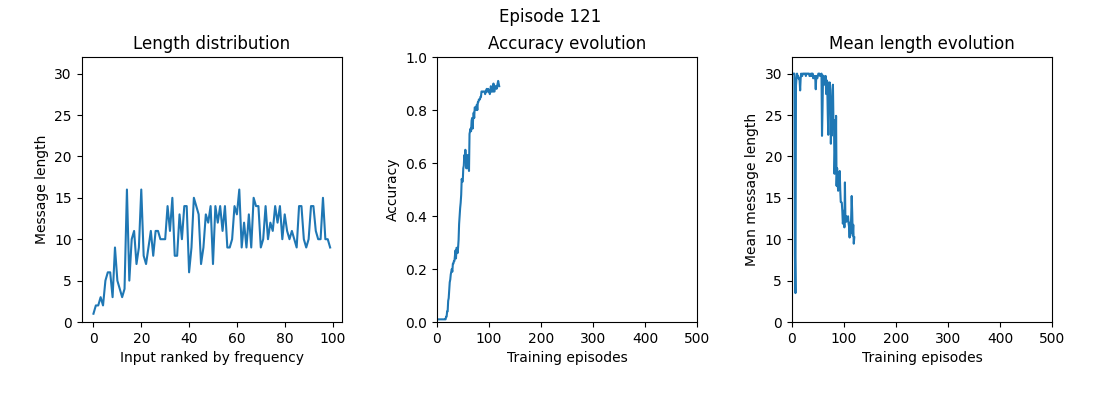 Episode 121
Length distribution
Message length
30
25
20
15
10
5
0
0 20 40 60 80 100
Input ranked by frequency
Accuracy evolution
Accuracy
1.0
0.8
0.6
0.4
0.2
0.0
0 100 200 300 400 500
Training episodes
Mean length evolution
Mean message length
30
25
20
15
10
5
0
0 100 200 300 400 500
Training episodes